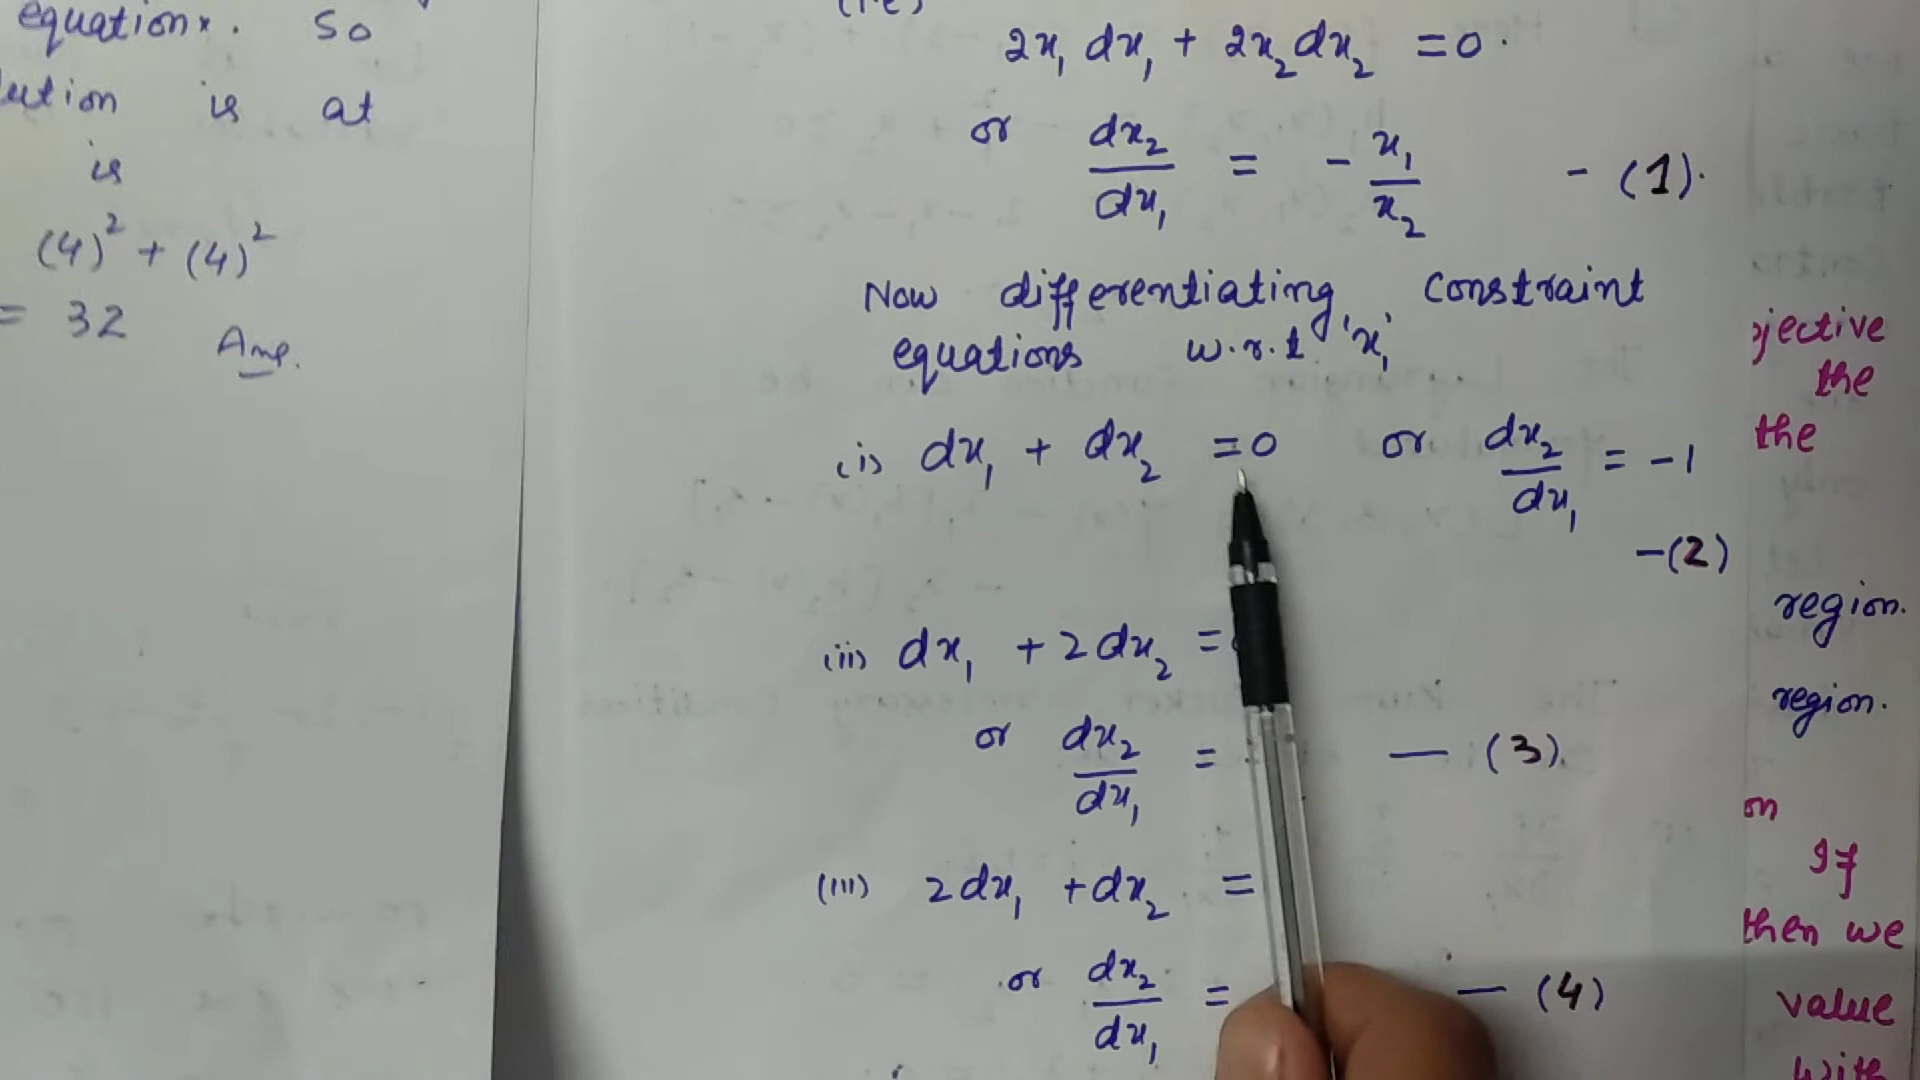 equation
So
lution is at
is
(4)² + (4)²
= 32 Ans.
(i.e)
2x₁ dx₁ + 2x₂ dx₂ = 0.
or dx₂/dx₁ = - x₁/x₂ - (1).
Now differentiating constraint
equations w.r.t 'x₁'
(i) dx₁ + dx₂ = 0 or dx₂/dx₁ = -1
-(2)
(ii) dx₁ + 2dx₂ =
or dx₂/dx₁ = — (3)
(iii) 2dx₁ + dx₂ =
or dx₂/dx₁ = — (4)
jective
the
the
region.
region.
on
If
then we
value
with